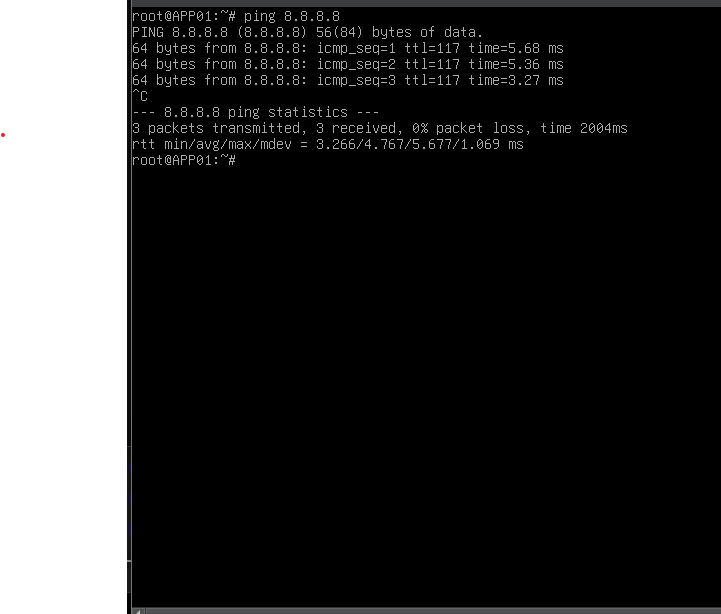 root@APP01:~# ping 8.8.8.8
PING 8.8.8.8 (8.8.8.8) 56(84) bytes of data.
64 bytes from 8.8.8.8: icmp_seq=1 ttl=117 time=5.68 ms
64 bytes from 8.8.8.8: icmp_seq=2 ttl=117 time=5.36 ms
64 bytes from 8.8.8.8: icmp_seq=3 ttl=117 time=3.27 ms
^C
--- 8.8.8.8 ping statistics ---
3 packets transmitted, 3 received, 0% packet loss, time 2004ms
rtt min/avg/max/mdev = 3.266/4.767/5.677/1.069 ms
root@APP01:~#